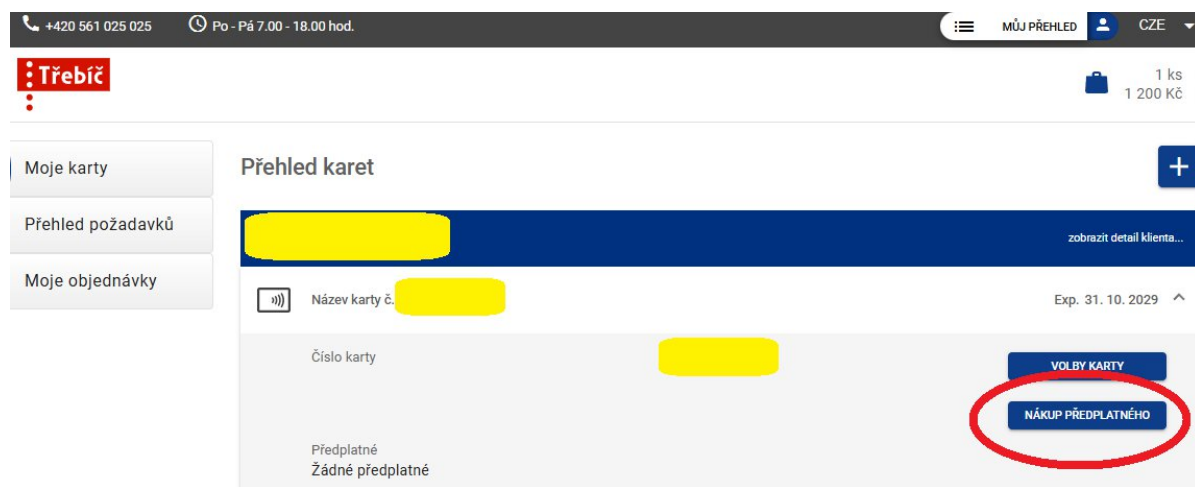 +420 561 025 025 Po - Pá 7.00 - 18.00 hod. MŮJ PŘEHLED CZE
Třebíč
1 ks
1 200 Kč
Moje karty
Přehled karet
+
Přehled požadavků
zobrazit detail klienta...
Moje objednávky
Název karty č. Exp. 31. 10. 2029
Číslo karty
VOLBY KARTY
NÁKUP PŘEDPLATNÉHO
Předplatné
Žádné předplatné